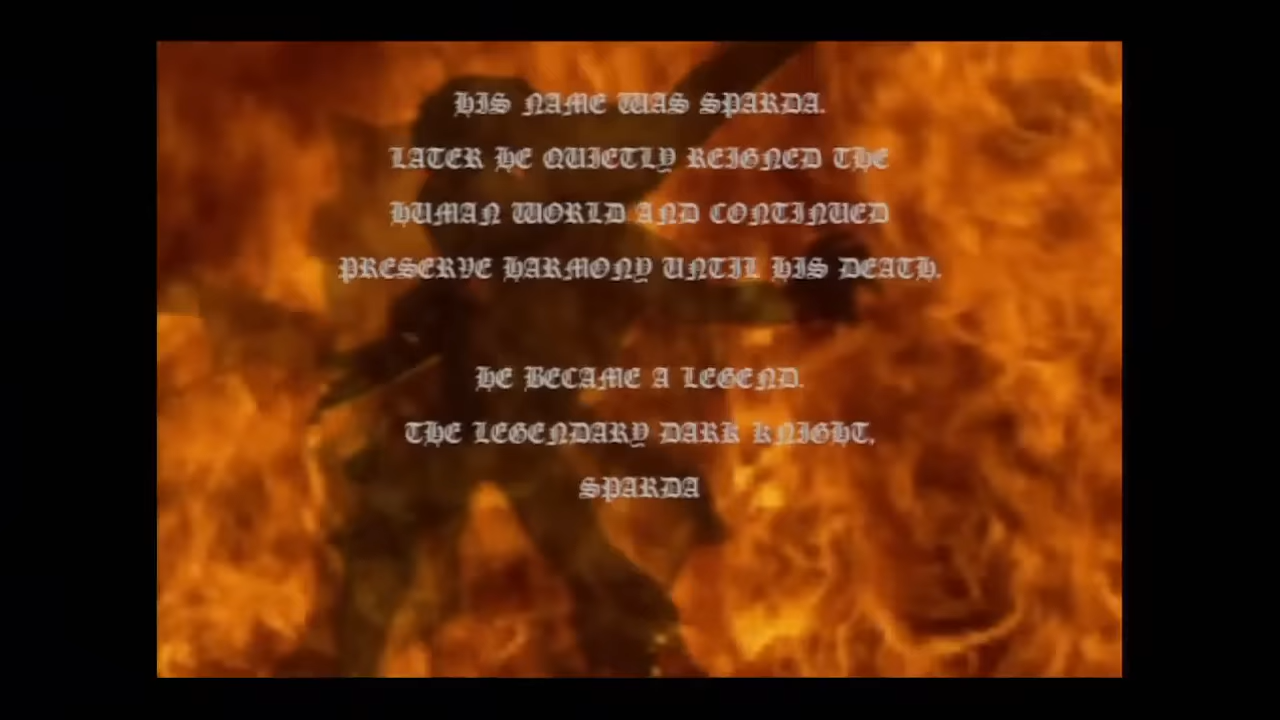 HIS NAME WAS SPARDA.
LATER HE QUIETLY REIGNED THE
HUMAN WORLD AND CONTINUED
PRESERVE HARMONY UNTIL HIS DEATH.
HE BECAME A LEGEND.
THE LEGENDARY DARK KNIGHT,
SPARDA